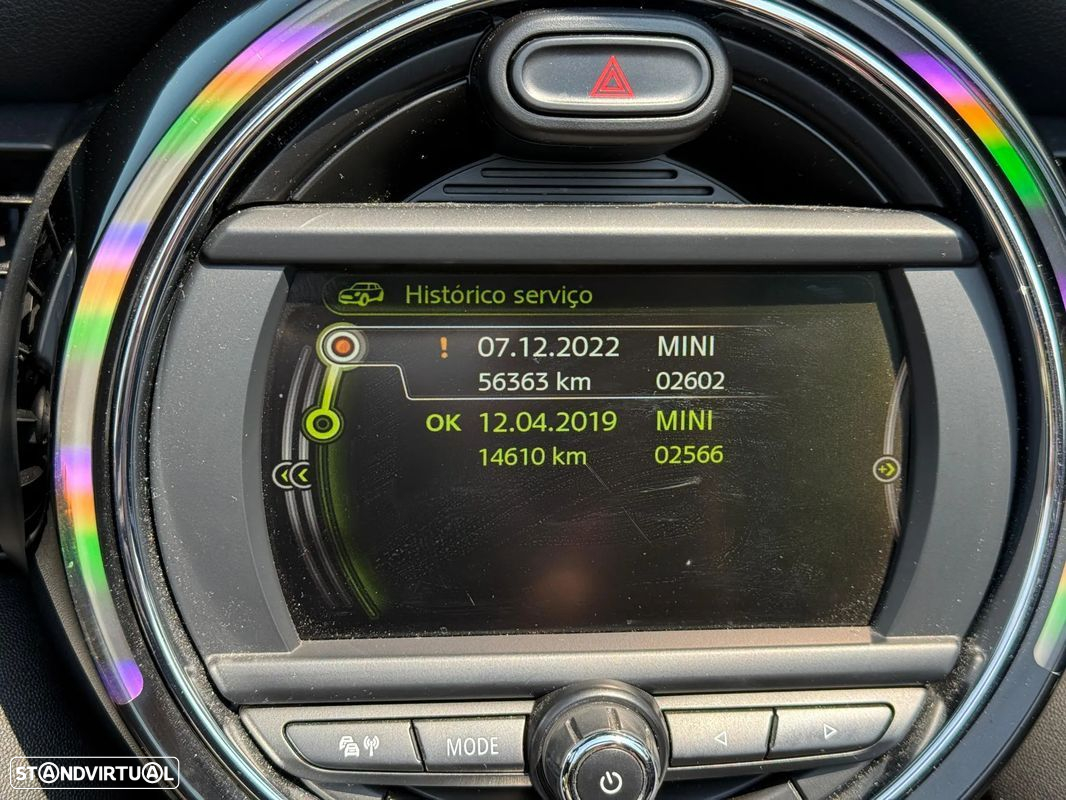 Histórico serviço
! 07.12.2022 MINI
56363 km 02602
OK 12.04.2019 MINI
14610 km 02566
MODE
STANDVIRTUAL